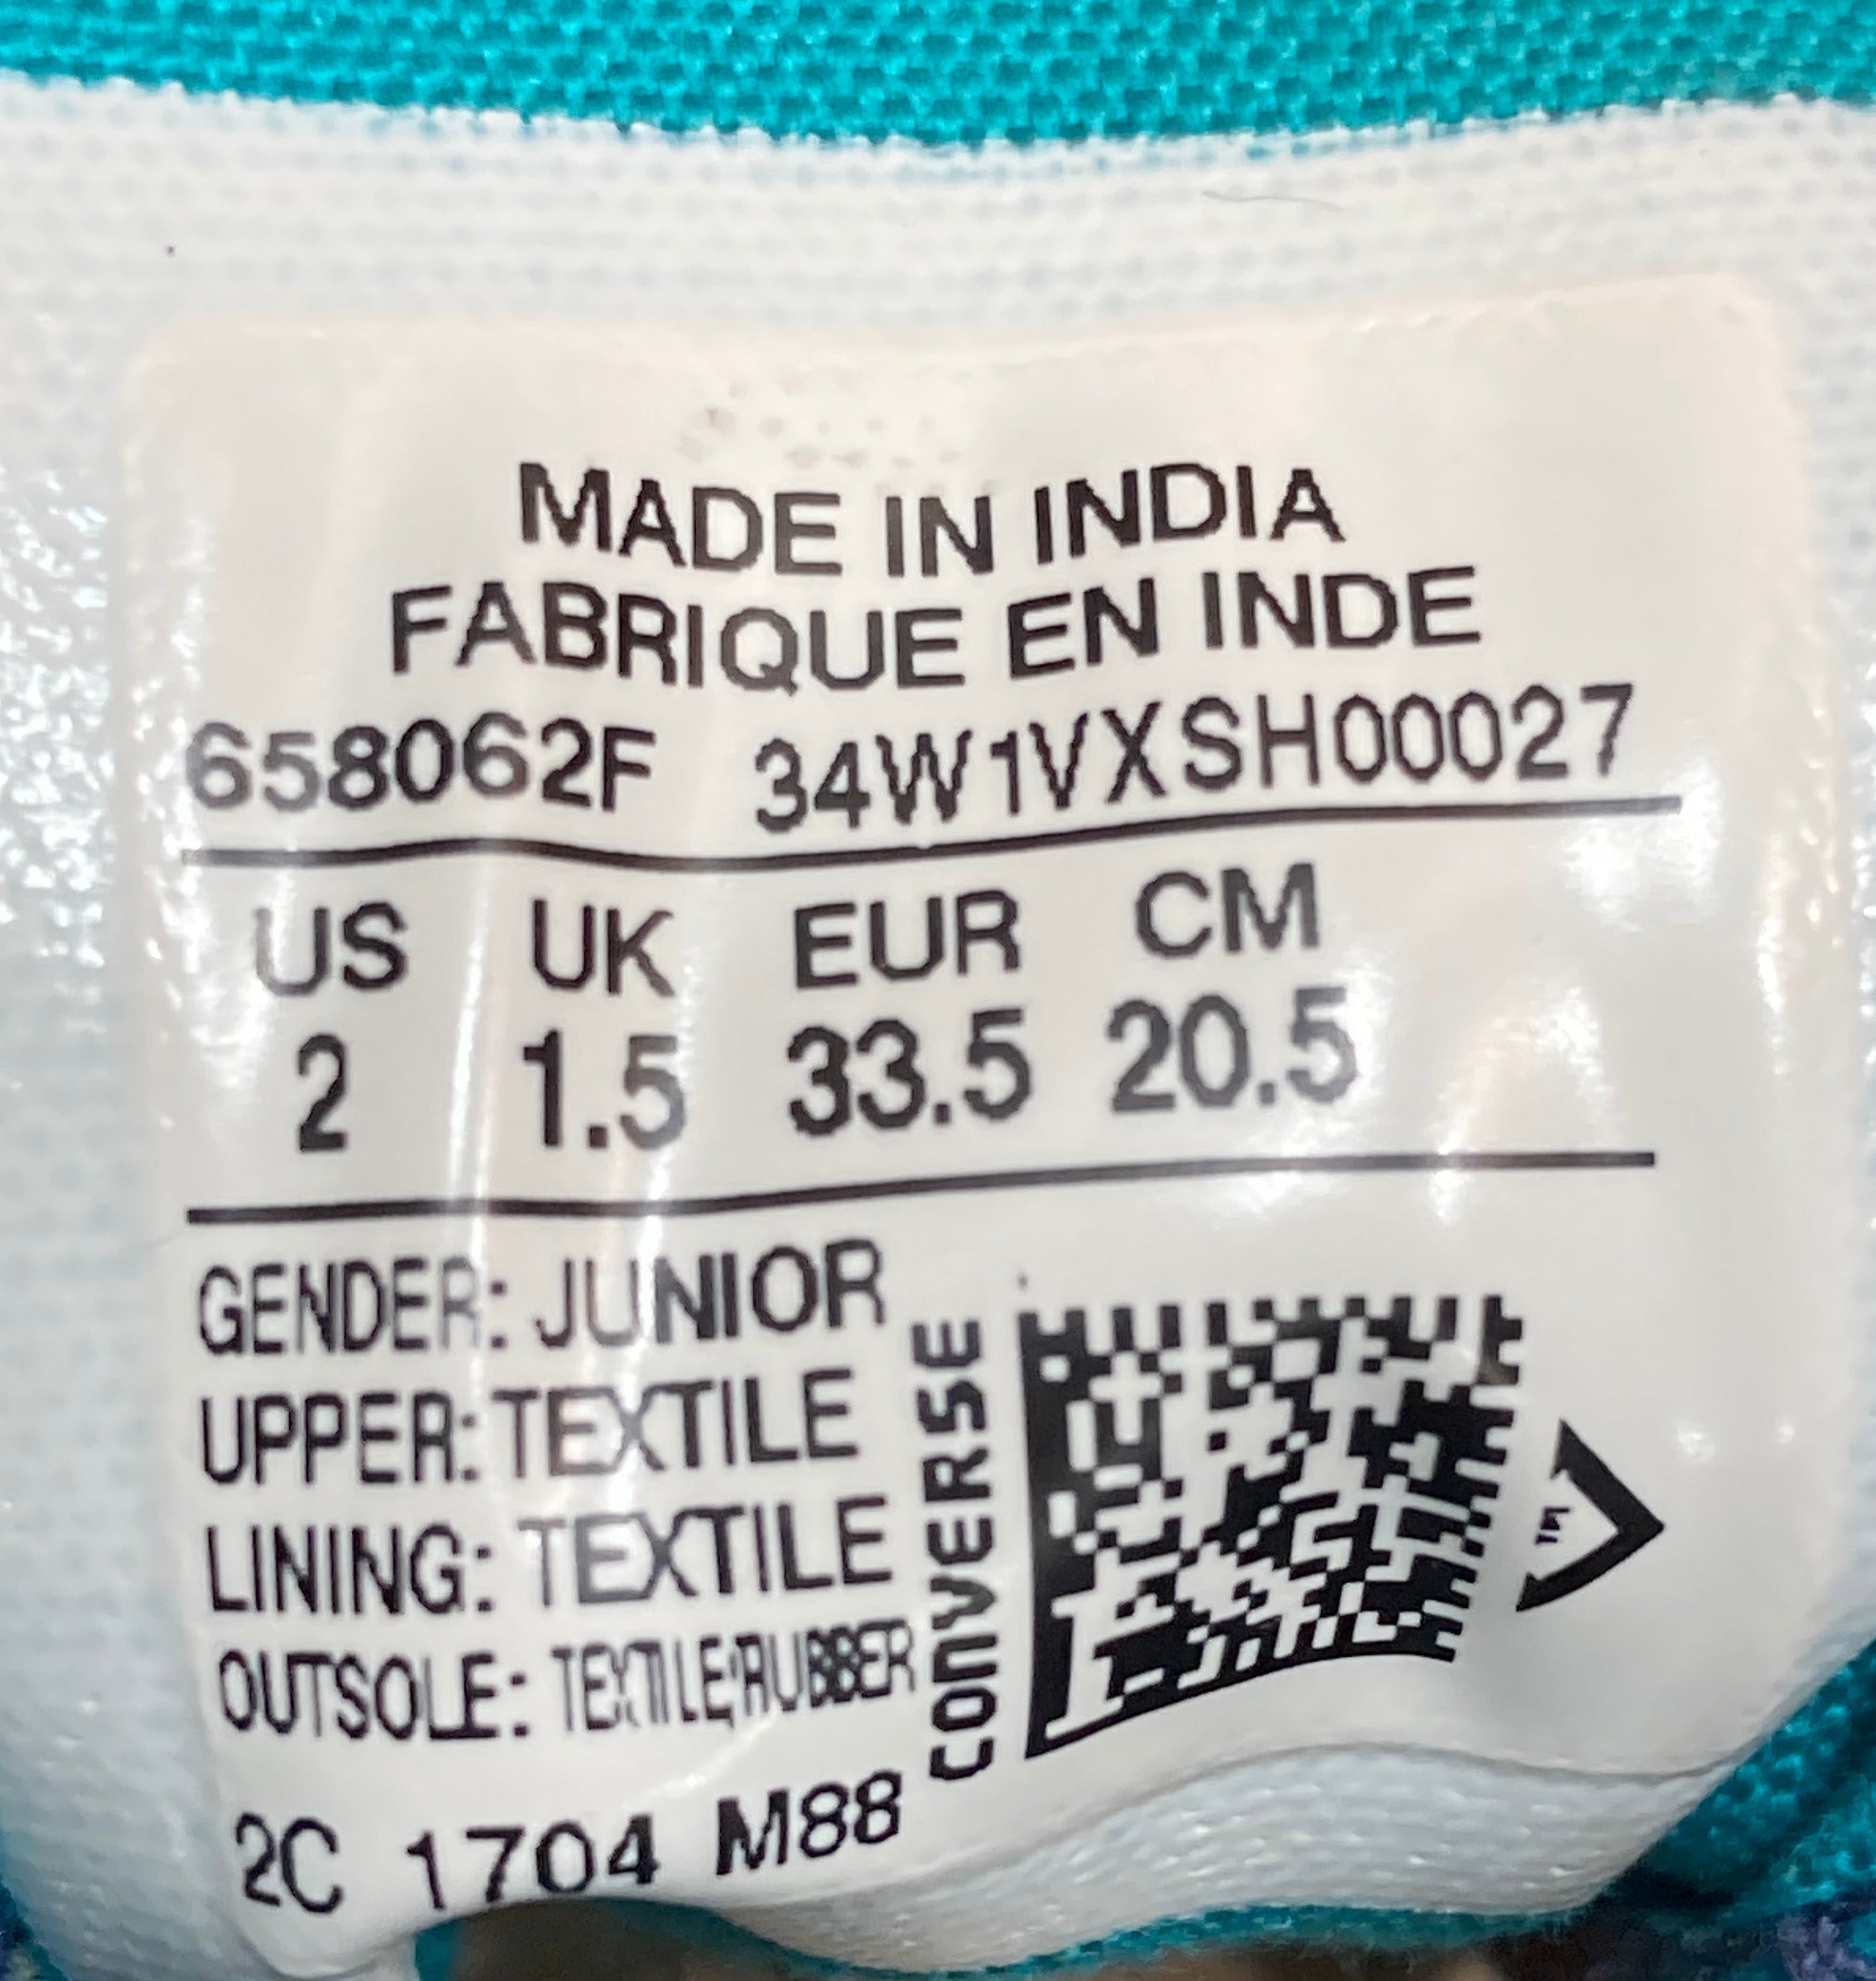 MADE IN INDIA
FABRIQUE EN INDE
658062F 34W1VXSH00027
US UK EUR CM
2 1.5 33.5 20.5
GENDER: JUNIOR
UPPER: TEXTILE
LINING: TEXTILE
OUTSOLE: TEXTILE/RUBBER
2C 1704 M88
CONVERSE
TM